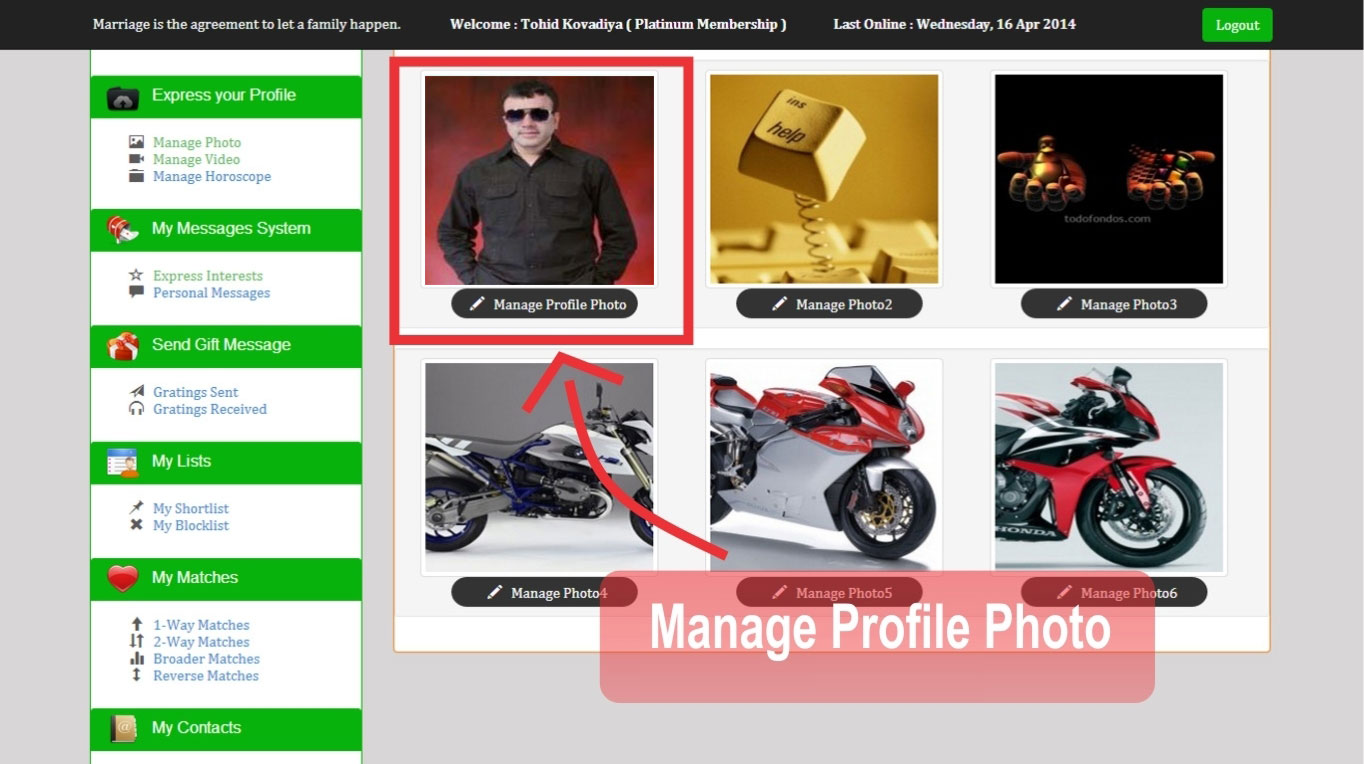 Marriage is the agreement to let a family happen.
Welcome : Tohid Kovadiya ( Platinum Membership )
Last Online : Wednesday, 16 Apr 2014
Logout
Express your Profile
Manage Photo
Manage Video
Manage Horoscope
My Messages System
Express Interests
Personal Messages
Send Gift Message
Gratings Sent
Gratings Received
My Lists
My Shortlist
My Blocklist
My Matches
1-Way Matches
2-Way Matches
Broader Matches
Reverse Matches
My Contacts
Manage Profile Photo
ins
help
Manage Photo2
todofondos.com
Manage Photo3
Manage Photo4
Manage Photo5
HONDA
Manage Photo6
Manage Profile Photo